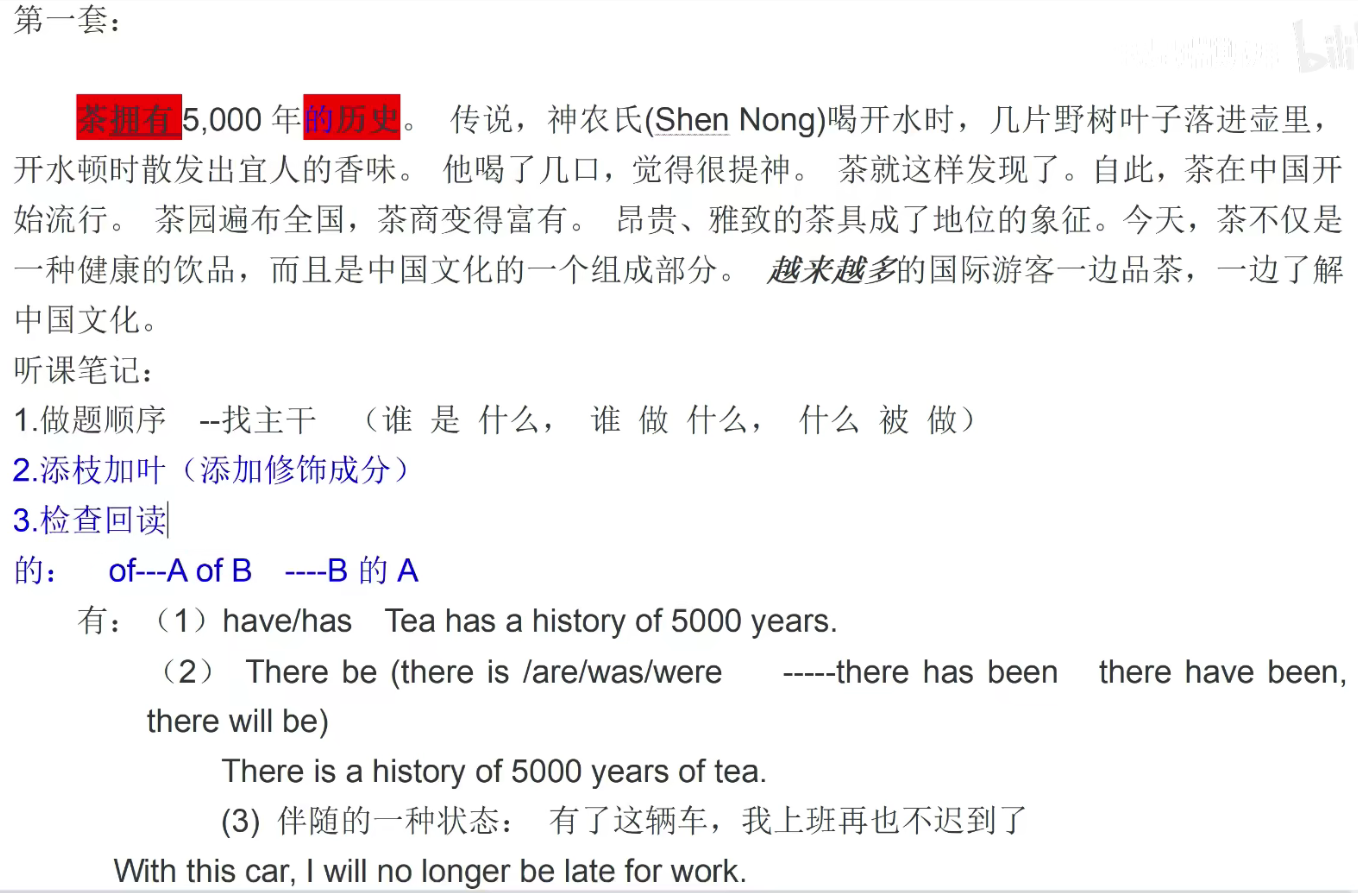 第一套：
bili
茶拥有5,000 年的历史。 传说，神农氏(Shen Nong)喝开水时，几片野树叶子落进壶里，
开水顿时散发出宜人的香味。 他喝了几口，觉得很提神。 茶就这样发现了。自此，茶在中国开
始流行。 茶园遍布全国，茶商变得富有。 昂贵、雅致的茶具成了地位的象征。今天，茶不仅是
一种健康的饮品，而且是中国文化的一个组成部分。 越来越多的国际游客一边品茶，一边了解
中国文化。
听课笔记：
1.做题顺序 --找主干 （谁 是 什么， 谁 做 什么， 什么 被 做）
2.添枝加叶（添加修饰成分）
3.检查回读
的： of---A of B ----B 的 A
有：（1）have/has Tea has a history of 5000 years.
（2） There be (there is /are/was/were -----there has been there have been,
there will be)
There is a history of 5000 years of tea.
(3) 伴随的一种状态： 有了这辆车，我上班再也不迟到了
With this car, I will no longer be late for work.